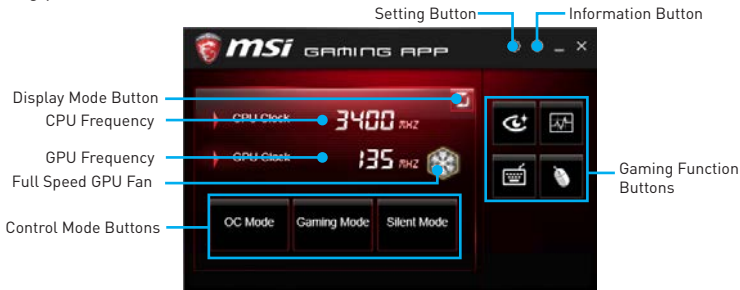 Setting Button
Information Button
msi GAMING APP
Display Mode Button
CPU Frequency
CPU Clock
3400 MHZ
GPU Frequency
GPU Clock
135 MHZ
Full Speed GPU Fan
Gaming Function
Buttons
Control Mode Buttons
OC Mode
Gaming Mode
Silent Mode